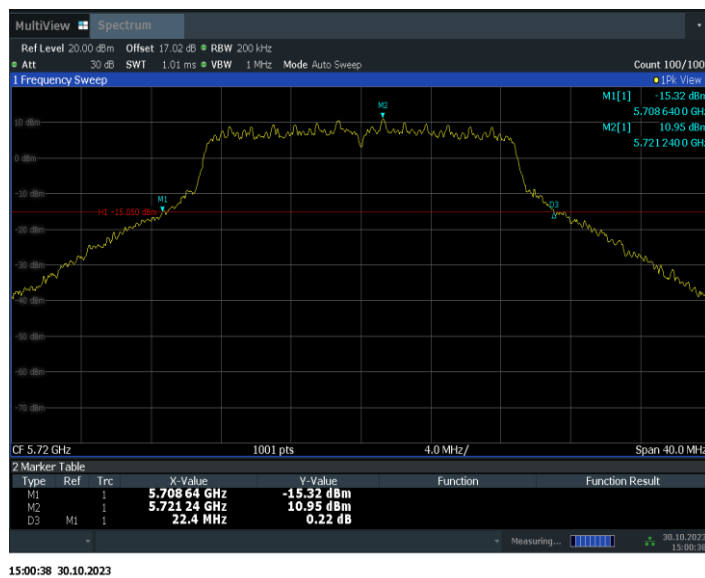 MultiView Spectrum
Ref Level 20.00 dBm Offset 17.02 dB RBW 200 kHz
Att 30 dB SWT 1.01 ms VBW 1 MHz Mode Auto Sweep Count 100/100
1 Frequency Sweep 1Pk View
M1[1] -15.32 dBm
5.708 640 0 GHz
M2
M2[1] 10.95 dBm
5.721 240 0 GHz
10 dBm
0 dBm
-10 dBm
M1
D3
H1 -15.050 dBm
-20 dBm
-30 dBm
-40 dBm
-50 dBm
-60 dBm
-70 dBm
CF 5.72 GHz 1001 pts 4.0 MHz/ Span 40.0 MHz
2 Marker Table
Type Ref Trc X-Value Y-Value Function Function Result
M1 1 5.708 64 GHz -15.32 dBm
M2 1 5.721 24 GHz 10.95 dBm
D3 M1 1 22.4 MHz 0.22 dB
Measuring... 30.10.2023
15:00:38
15:00:38 30.10.2023